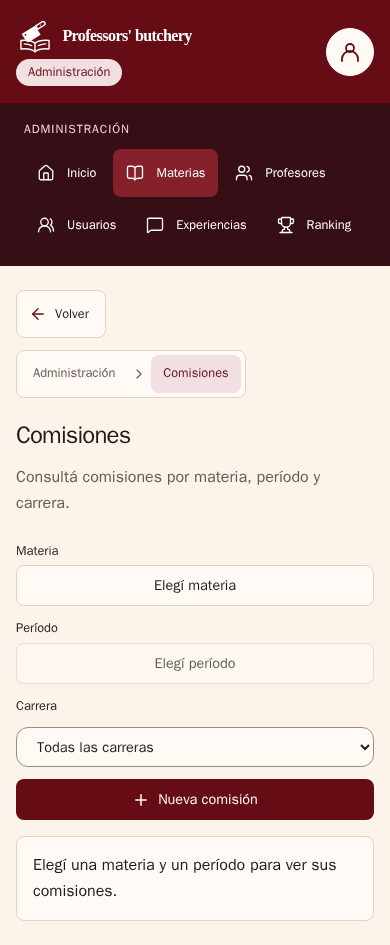 Professors' butchery
Administración
ADMINISTRACIÓN
Inicio
Materias
Profesores
Usuarios
Experiencias
Ranking
Volver
Administración
Comisiones
Comisiones
Consultá comisiones por materia, período y
carrera.
Materia
Elegí materia
Período
Elegí período
Carrera
Todas las carreras
Nueva comisión
Elegí una materia y un período para ver sus
comisiones.